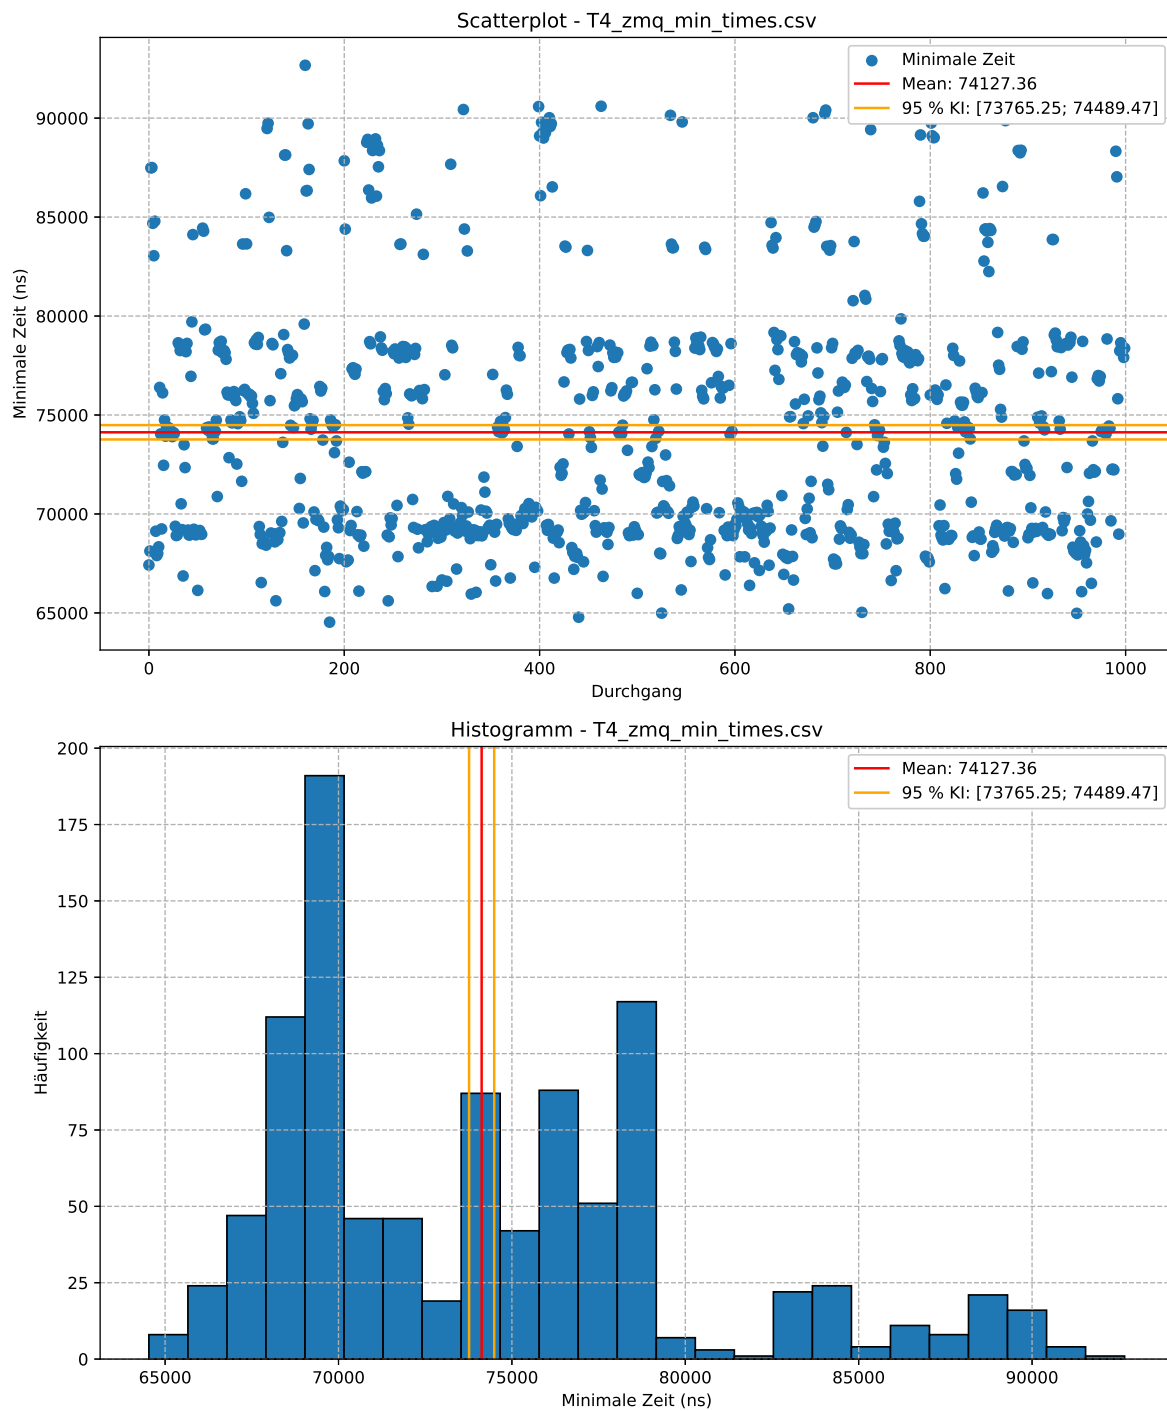 Scatterplot - T4_zmq_min_times.csv
Minimale Zeit
Mean: 74127.36
95 % KI: [73765.25; 74489.47]
90000
85000
80000
75000
70000
65000
Minimale Zeit (ns)
0 200 400 600 800 1000
Durchgang
Histogramm - T4_zmq_min_times.csv
Mean: 74127.36
95 % KI: [73765.25; 74489.47]
200
175
150
125
100
75
50
25
0
Häufigkeit
65000 70000 75000 80000 85000 90000
Minimale Zeit (ns)